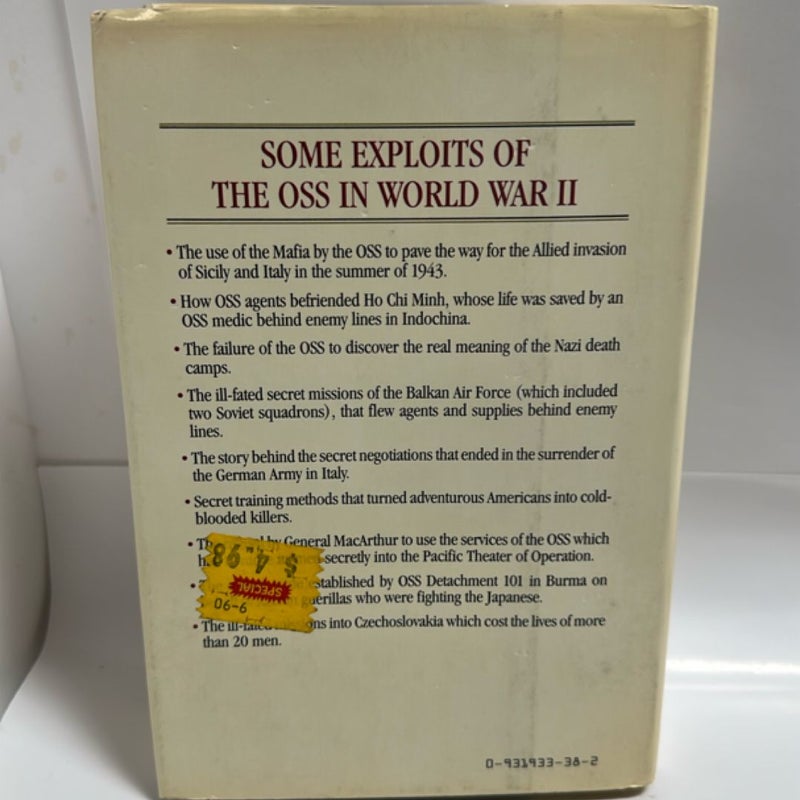 SOME EXPLOITS OF
THE OSS IN WORLD WAR II
• The use of the Mafia by the OSS to pave the way for the Allied invasion
of Sicily and Italy in the summer of 1943.
• How OSS agents befriended Ho Chi Minh, whose life was saved by an
OSS medic behind enemy lines in Indochina.
• The failure of the OSS to discover the real meaning of the Nazi death
camps.
• The ill-fated secret missions of the Balkan Air Force (which included
two Soviet squadrons), that flew agents and supplies behind enemy
lines.
• The story behind the secret negotiations that ended in the surrender of
the German Army in Italy.
• Secret training methods that turned adventurous Americans into cold-
blooded killers.
• by General MacArthur to use the services of the OSS which
secretly into the Pacific Theater of Operation.
• established by OSS Detachment 101 in Burma on
guerillas who were fighting the Japanese.
• The into Czechoslovakia which cost the lives of more
than 20 men.
$ 4.98
SPECIAL
06-6
0-931933-38-2